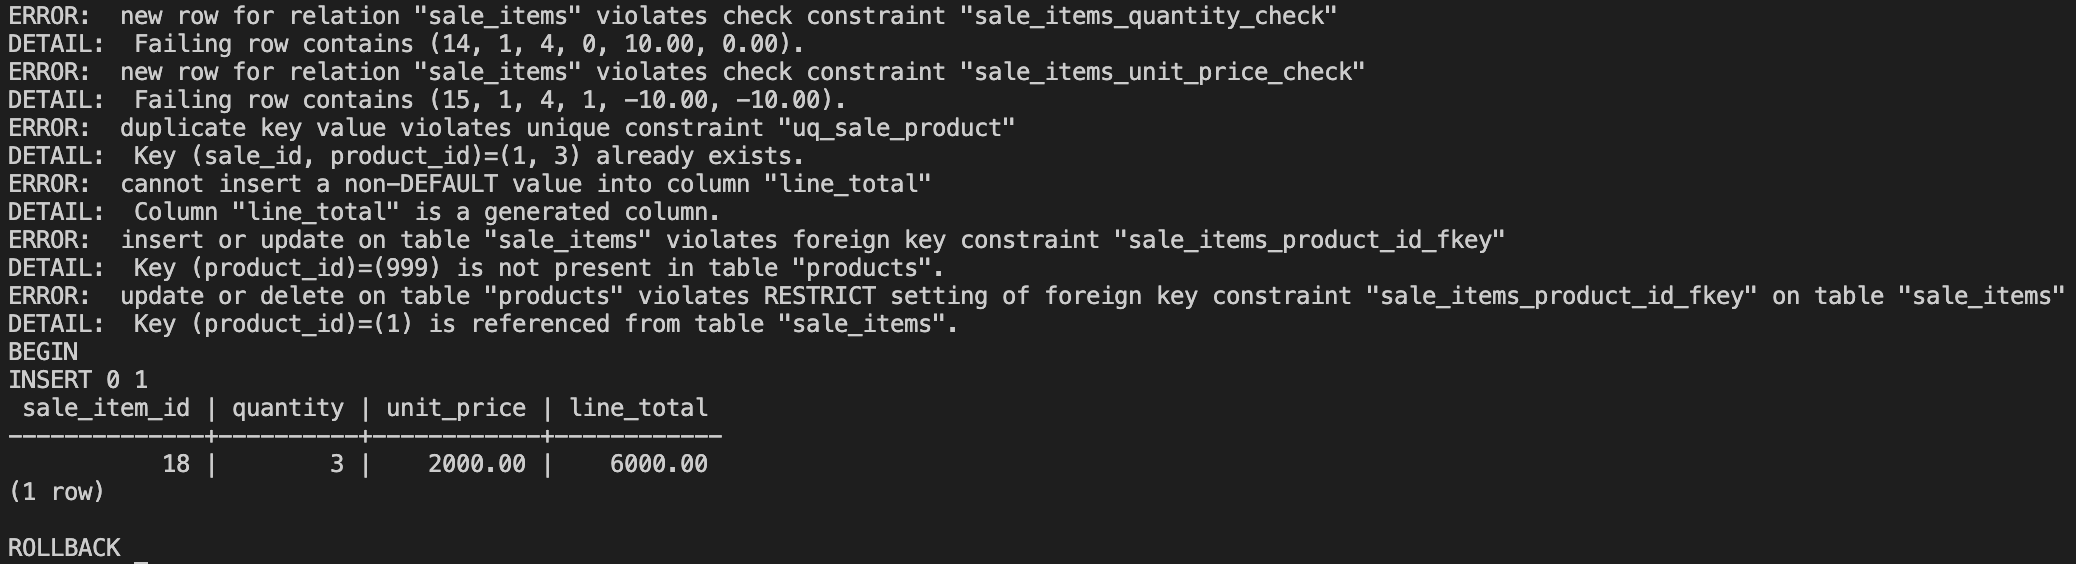 ERROR:  new row for relation "sale_items" violates check constraint "sale_items_quantity_check"
DETAIL:  Failing row contains (14, 1, 4, 0, 10.00, 0.00).
ERROR:  new row for relation "sale_items" violates check constraint "sale_items_unit_price_check"
DETAIL:  Failing row contains (15, 1, 4, 1, -10.00, -10.00).
ERROR:  duplicate key value violates unique constraint "uq_sale_product"
DETAIL:  Key (sale_id, product_id)=(1, 3) already exists.
ERROR:  cannot insert a non-DEFAULT value into column "line_total"
DETAIL:  Column "line_total" is a generated column.
ERROR:  insert or update on table "sale_items" violates foreign key constraint "sale_items_product_id_fkey"
DETAIL:  Key (product_id)=(999) is not present in table "products".
ERROR:  update or delete on table "products" violates RESTRICT setting of foreign key constraint "sale_items_product_id_fkey" on table "sale_items"
DETAIL:  Key (product_id)=(1) is referenced from table "sale_items".
BEGIN
INSERT 0 1
 sale_item_id | quantity | unit_price | line_total
--------------+----------+------------+------------
           18 |        3 |    2000.00 |    6000.00
(1 row)

ROLLBACK